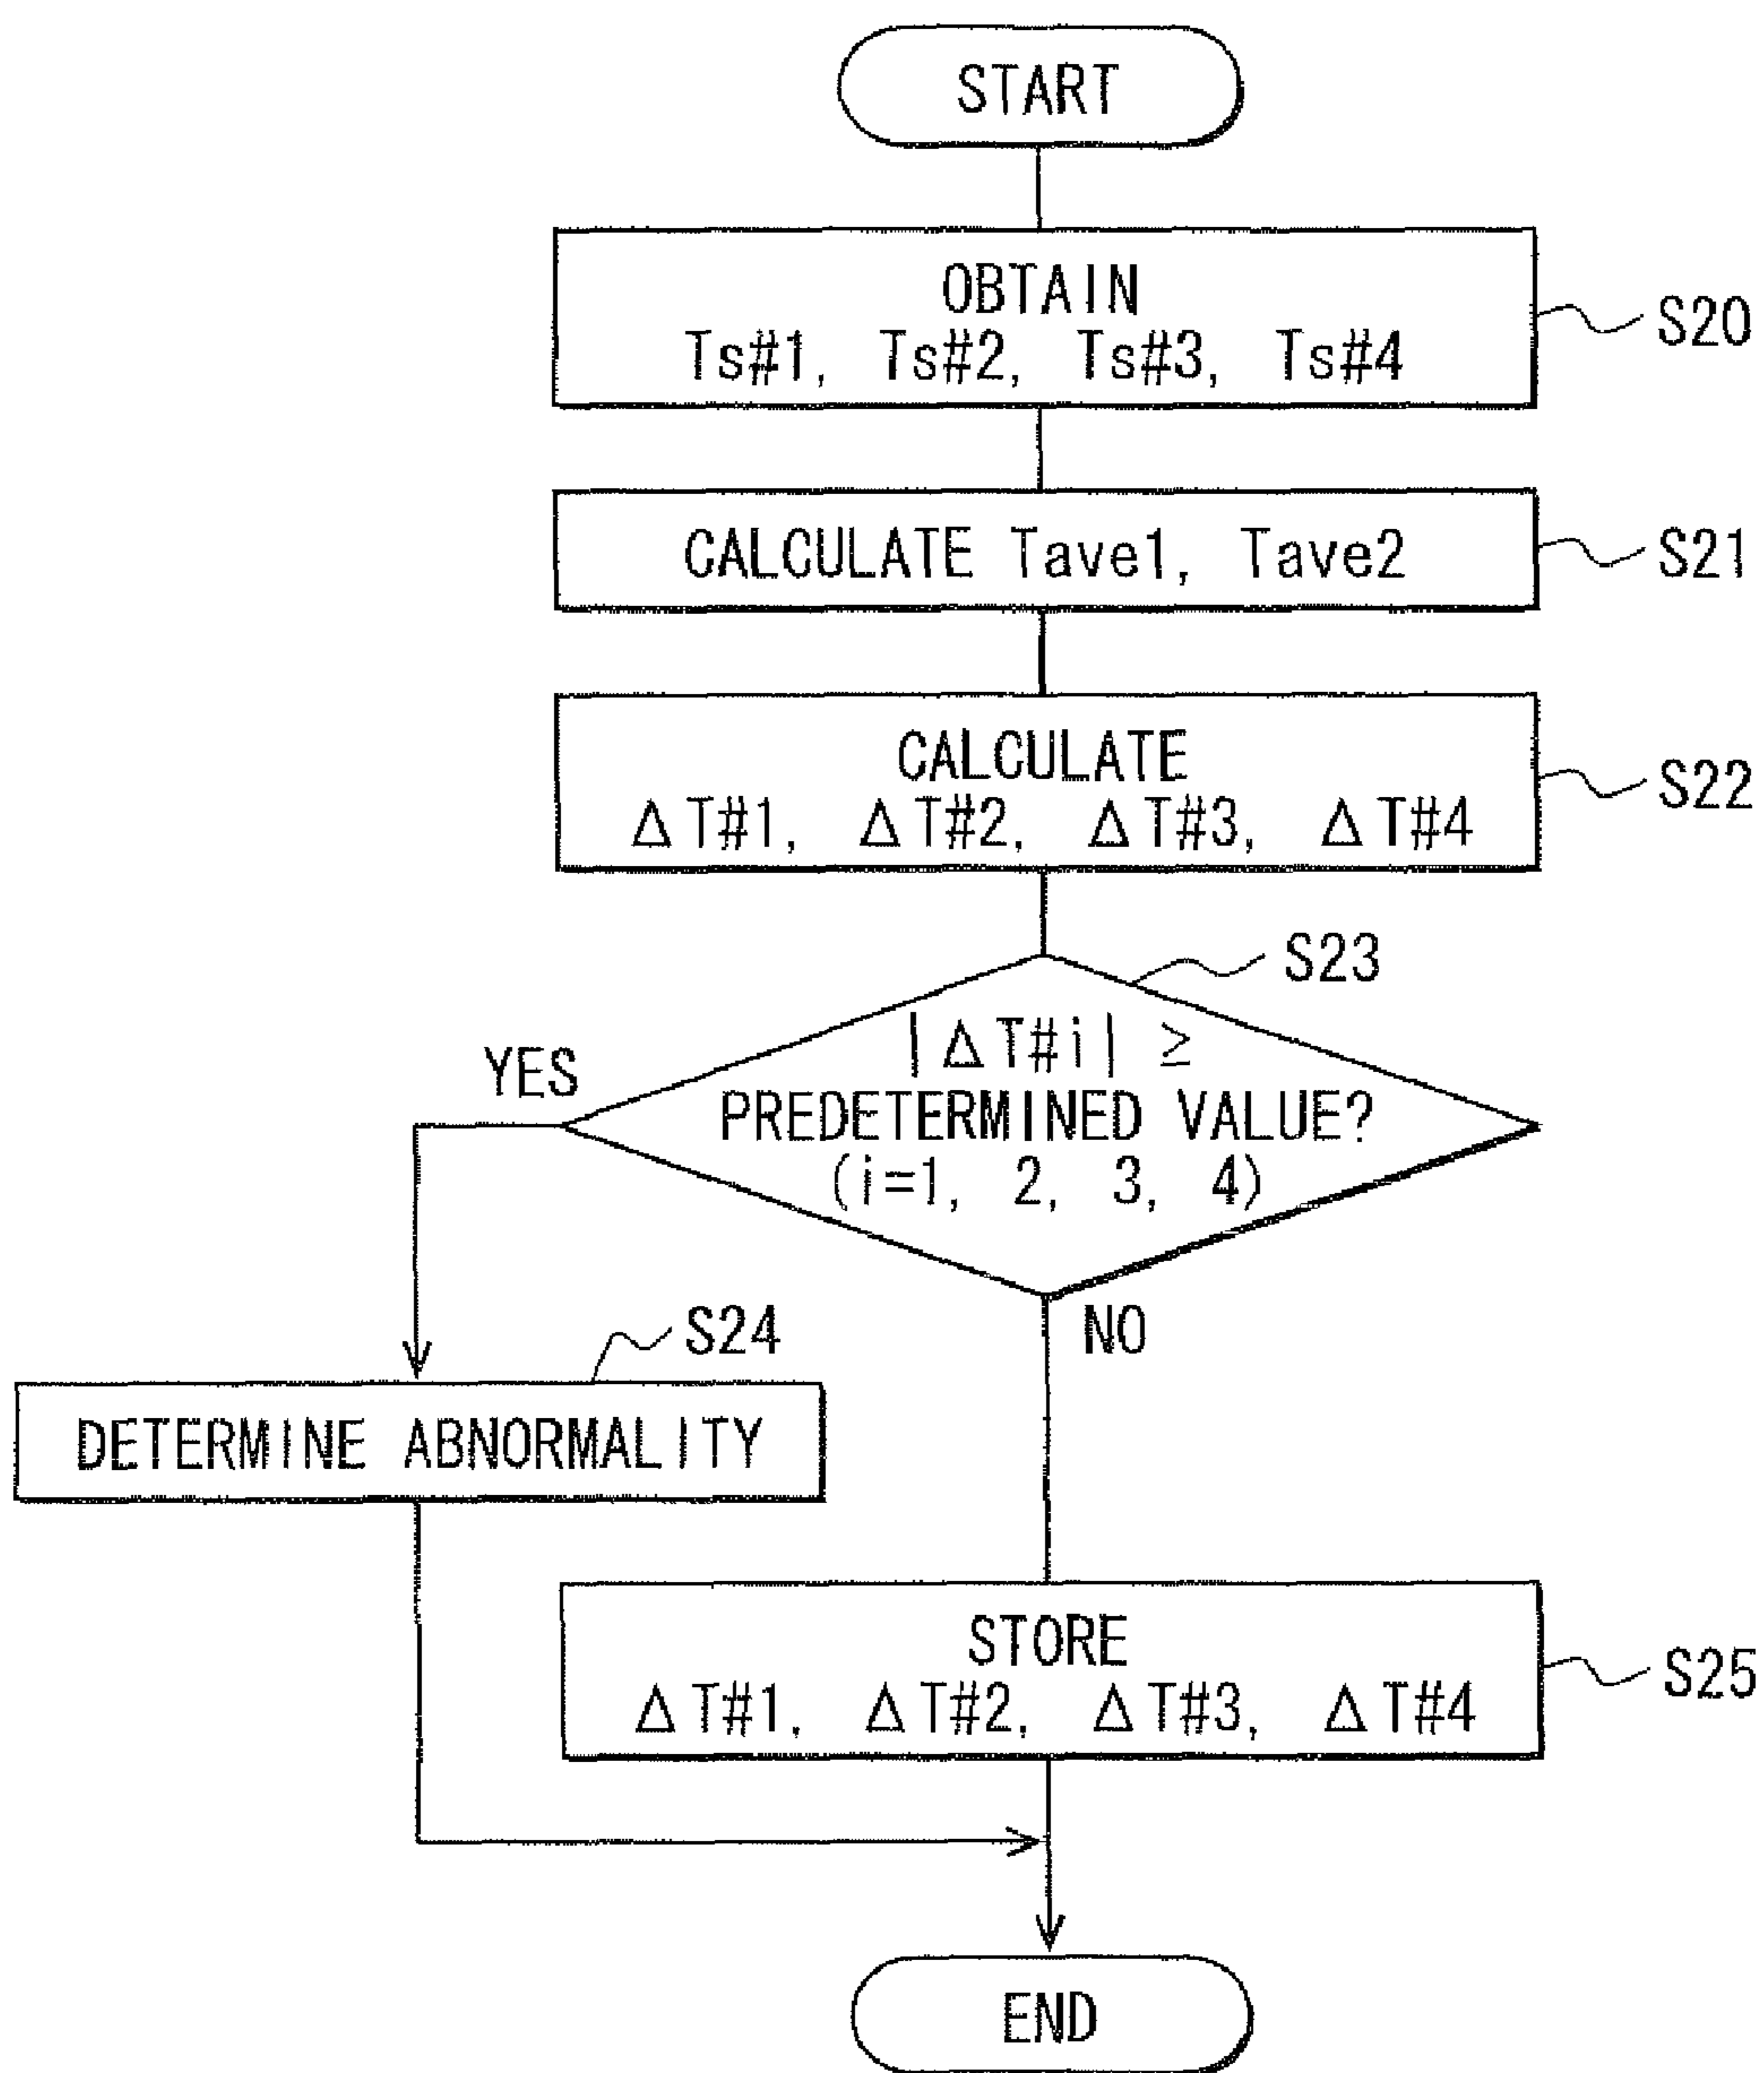 START
OBTAIN
Ts#1, Ts#2, Ts#3, Ts#4
S20
CALCULATE Tave1, Tave2
S21
CALCULATE
ΔT#1, ΔT#2, ΔT#3, ΔT#4
S22
S23
|ΔT#i| ≥
PREDETERMINED VALUE?
(i=1, 2, 3, 4)
YES
NO
S24
DETERMINE ABNORMALITY
STORE
ΔT#1, ΔT#2, ΔT#3, ΔT#4
S25
END